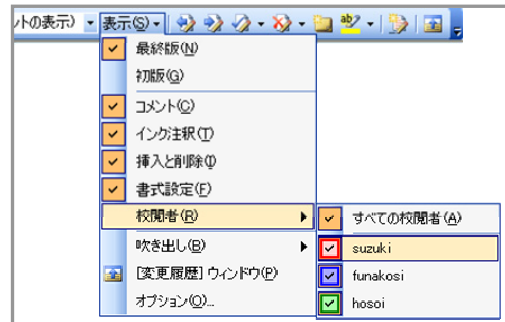 ントの表示)
表示(S)
最終版(N)
初版(G)
コメント(C)
インク注釈(T)
挿入と削除(I)
書式設定(F)
校閲者(R)
すべての校閲者(A)
suzuki
funakosi
hosoi
吹き出し(B)
[変更履歴] ウィンドウ(P)
オプション(O)...